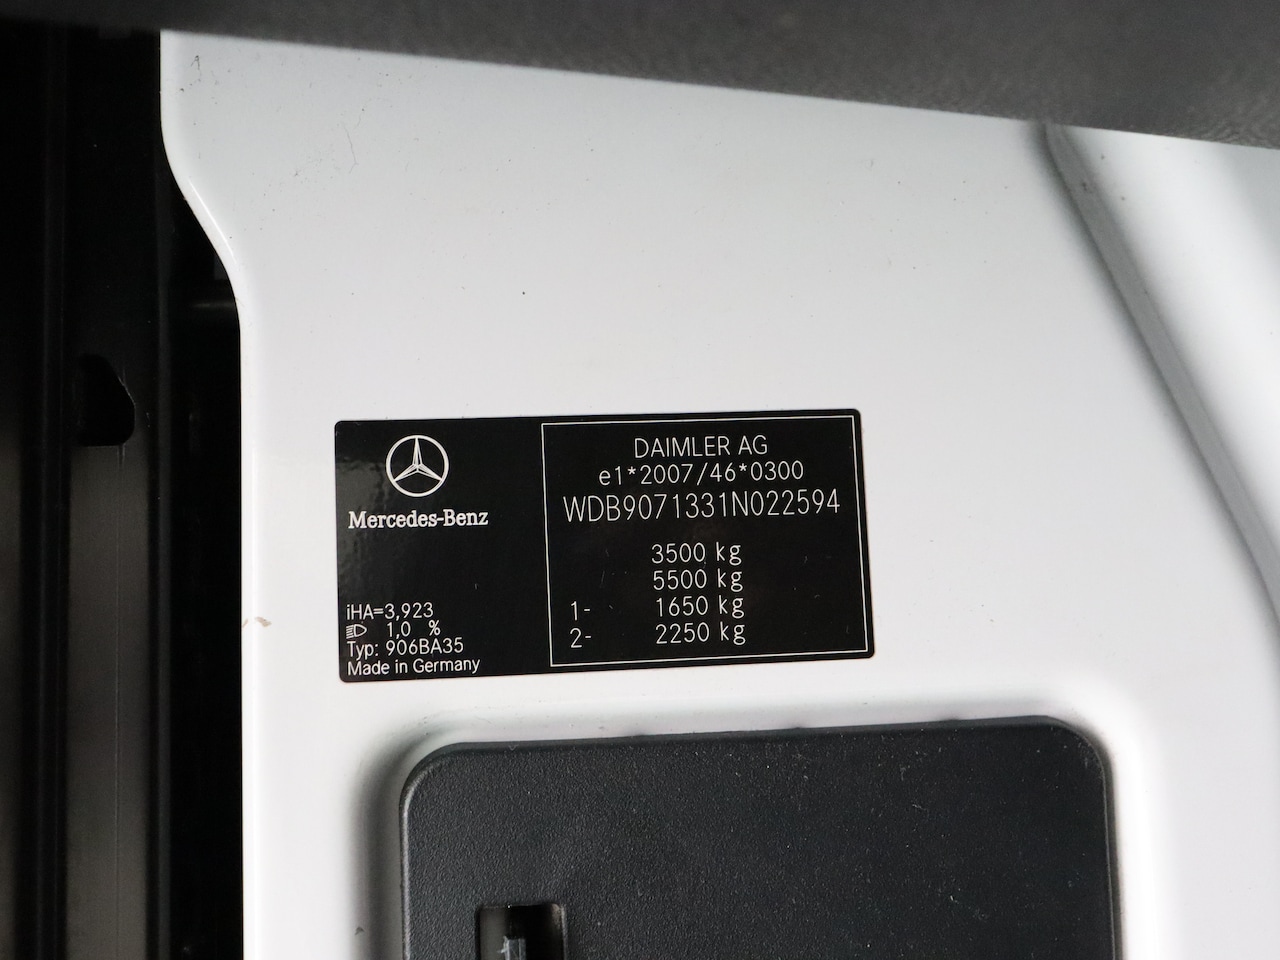 Mercedes-Benz
iHA=3,923
1,0 %
Typ: 906BA35
Made in Germany
DAIMLER AG
e1*2007/46*0300
WDB9071331N022594
3500 kg
5500 kg
1- 1650 kg
2- 2250 kg